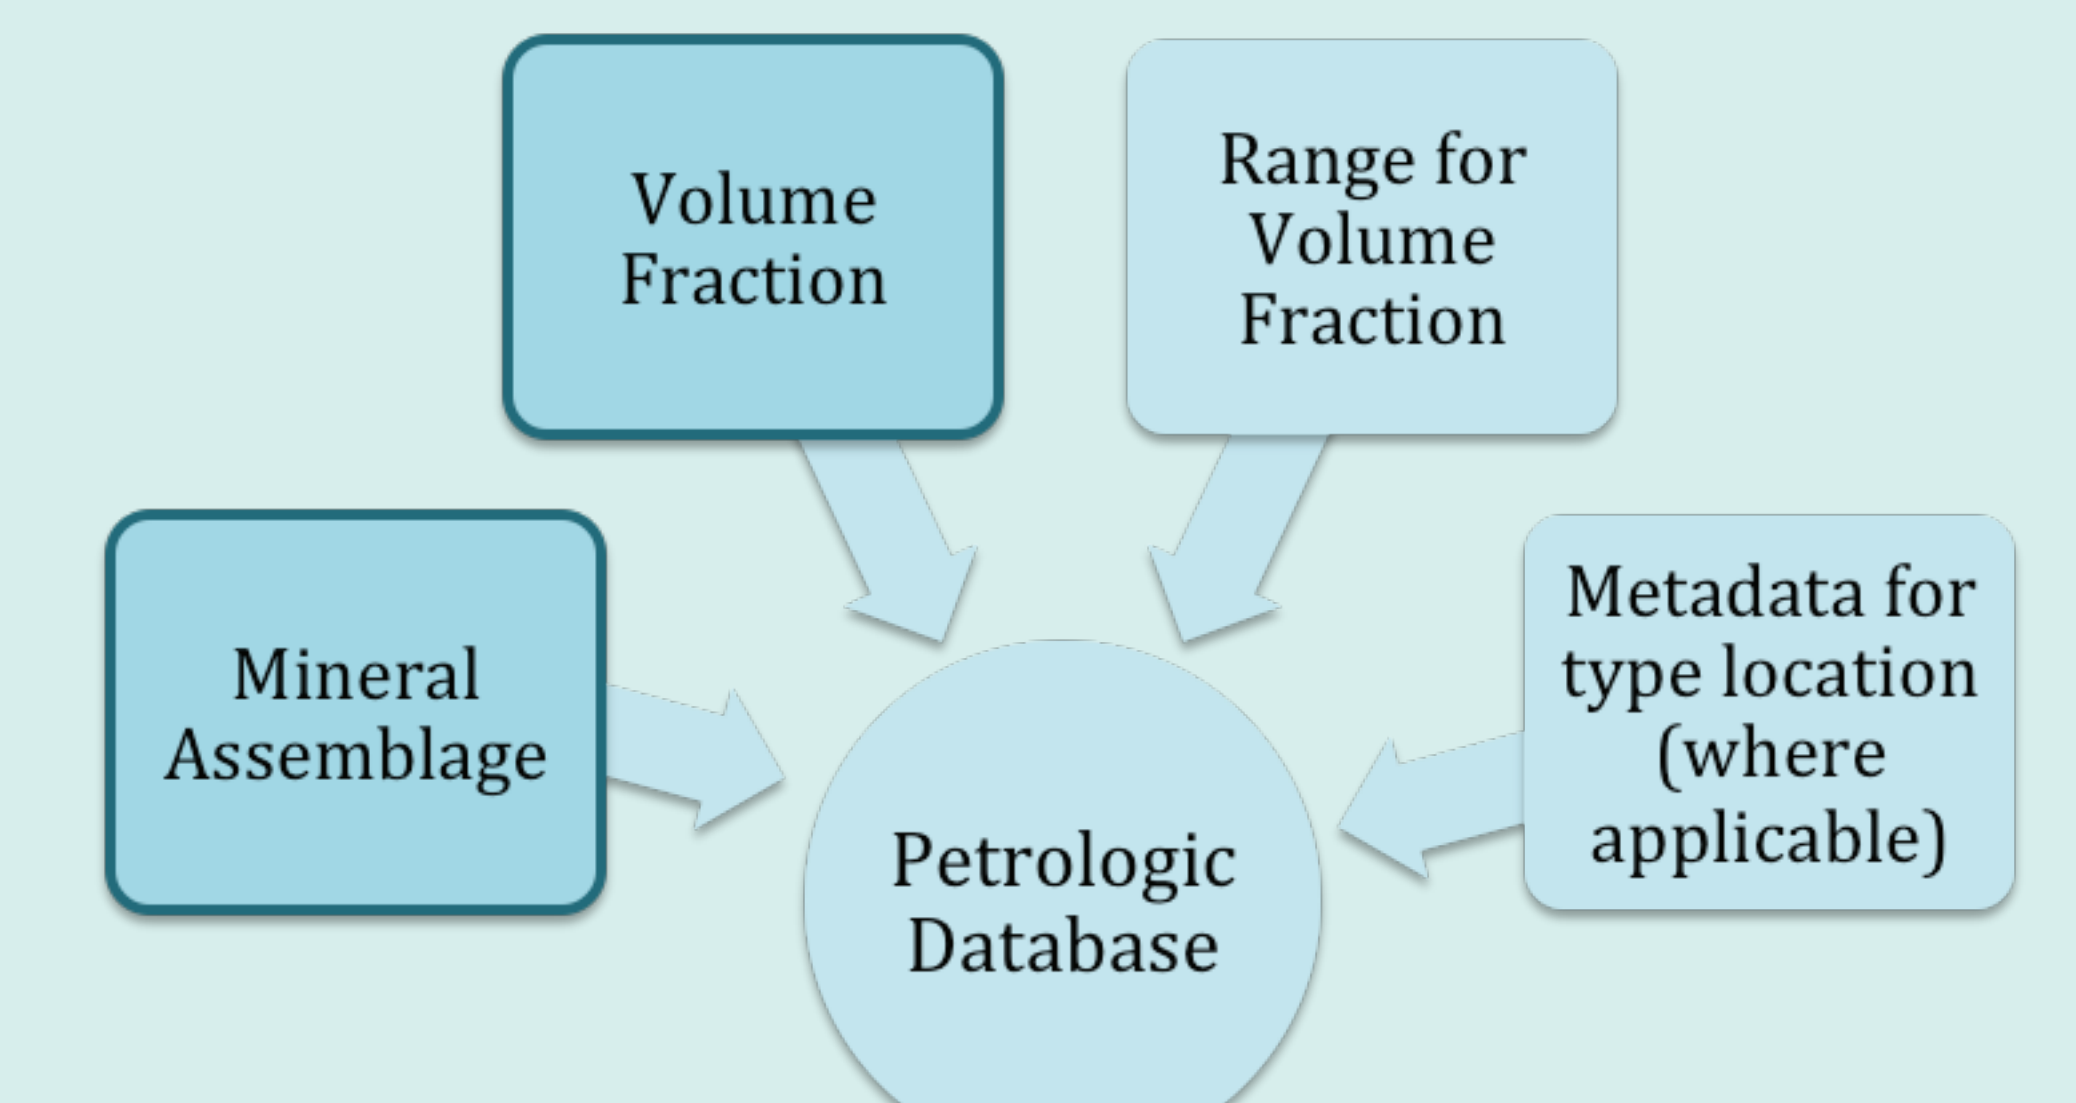 Volume
Fraction
Range for
Volume
Fraction
Mineral
Assemblage
Metadata for
type location
(where
applicable)
Petrologic
Database